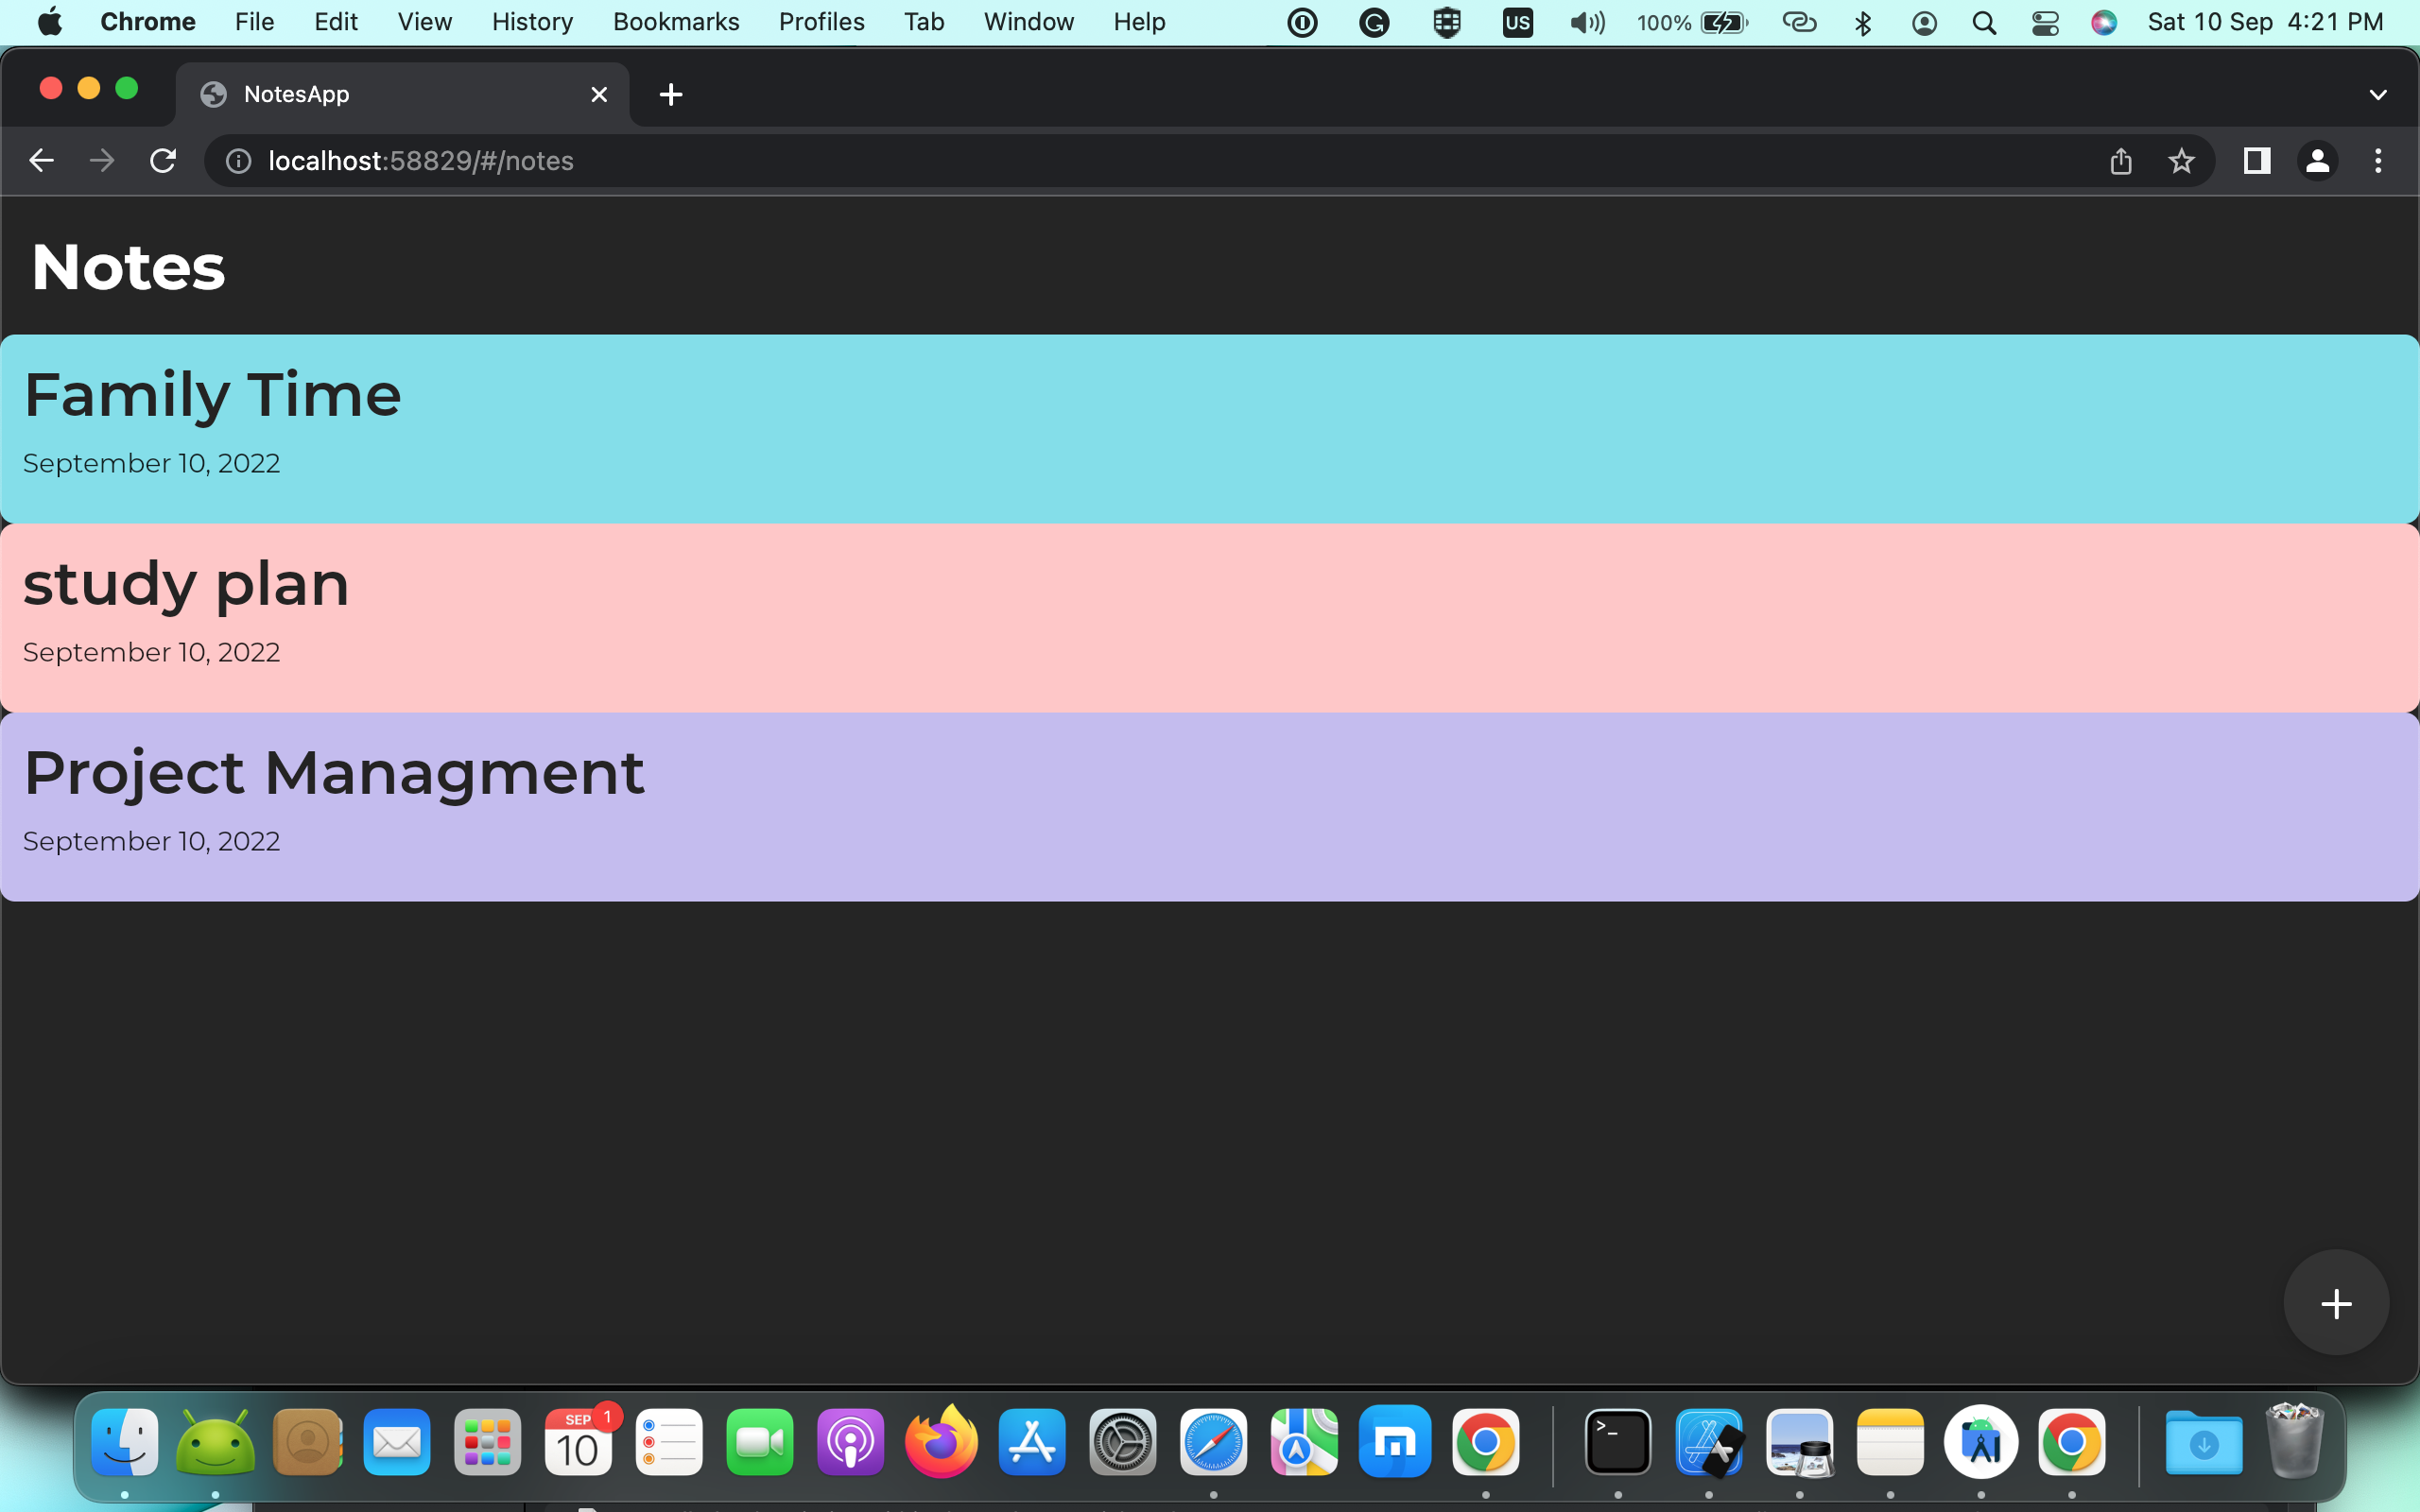 Chrome File Edit View History Bookmarks Profiles Tab Window Help US 100% Sat 10 Sep 4:21 PM
NotesApp
localhost:58829/#/notes
Notes
Family Time
September 10, 2022
study plan
September 10, 2022
Project Managment
September 10, 2022
SEP 1
10